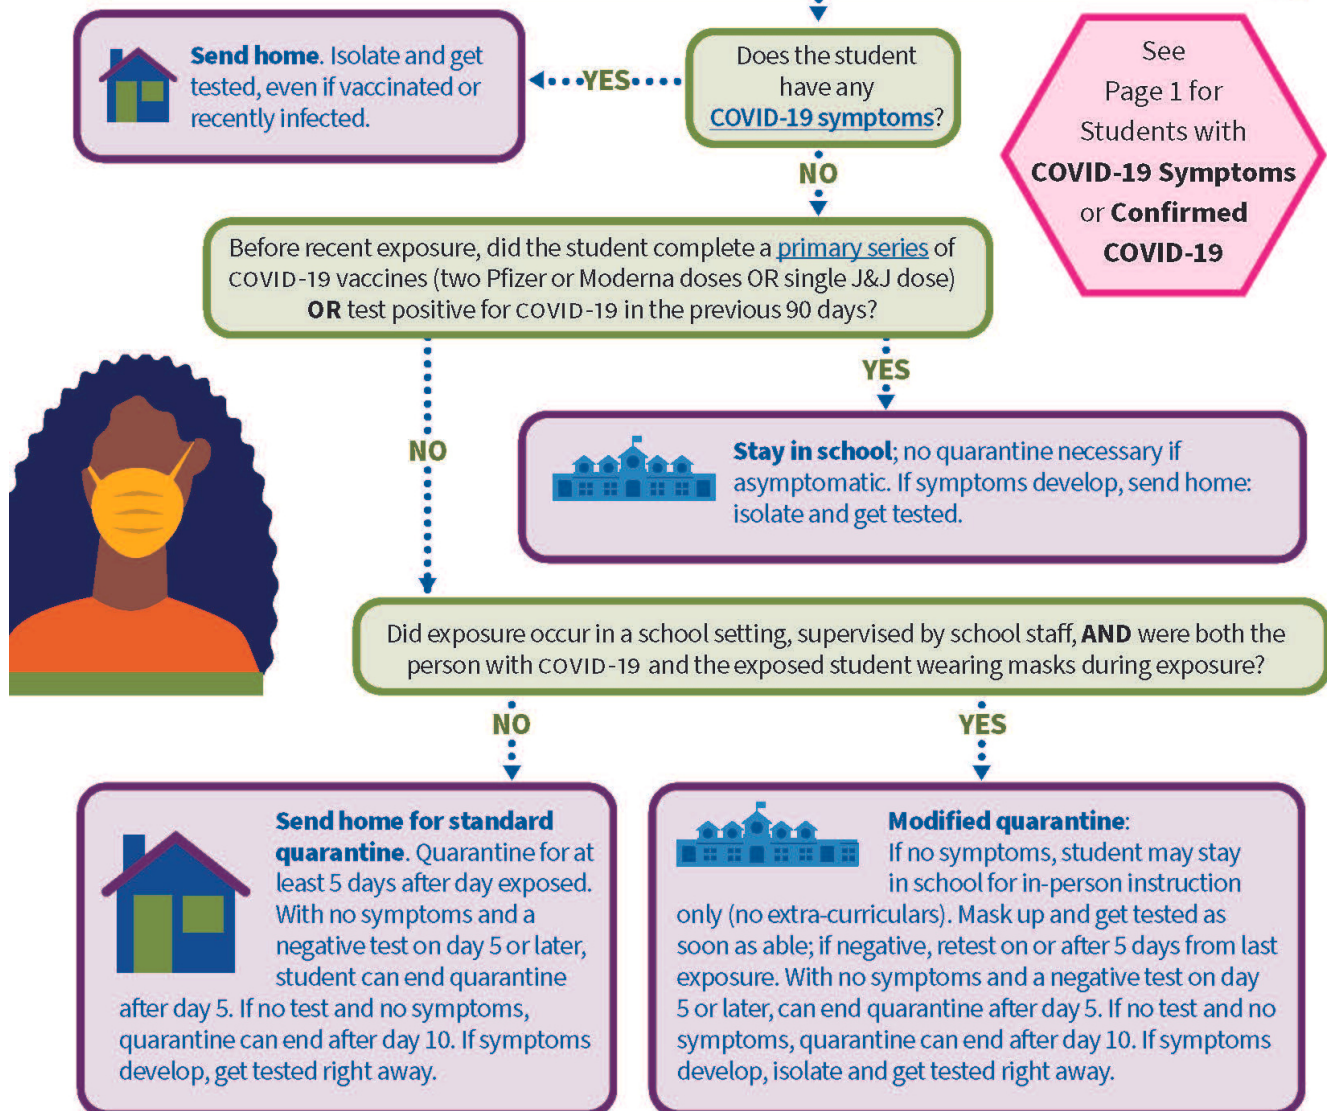 Send home. Isolate and get
tested, even if vaccinated or
recently infected.
YES
Does the student
have any
COVID-19 symptoms?
See
Page 1 for
Students with
COVID-19 Symptoms
or Confirmed
COVID-19
NO
Before recent exposure, did the student complete a primary series of
COVID-19 vaccines (two Pfizer or Moderna doses OR single J&J dose)
OR test positive for COVID-19 in the previous 90 days?
YES
NO
Stay in school; no quarantine necessary if
asymptomatic. If symptoms develop, send home:
isolate and get tested.
Did exposure occur in a school setting, supervised by school staff, AND were both the
person with COVID-19 and the exposed student wearing masks during exposure?
NO
YES
Send home for standard
quarantine. Quarantine for at
least 5 days after day exposed.
With no symptoms and a
negative test on day 5 or later,
student can end quarantine
after day 5. If no test and no symptoms,
quarantine can end after day 10. If symptoms
develop, get tested right away.
Modified quarantine:
If no symptoms, student may stay
in school for in-person instruction
only (no extra-curriculars). Mask up and get tested as
soon as able; if negative, retest on or after 5 days from last
exposure. With no symptoms and a negative test on day
5 or later, can end quarantine after day 5. If no test and no
symptoms, quarantine can end after day 10. If symptoms
develop, isolate and get tested right away.